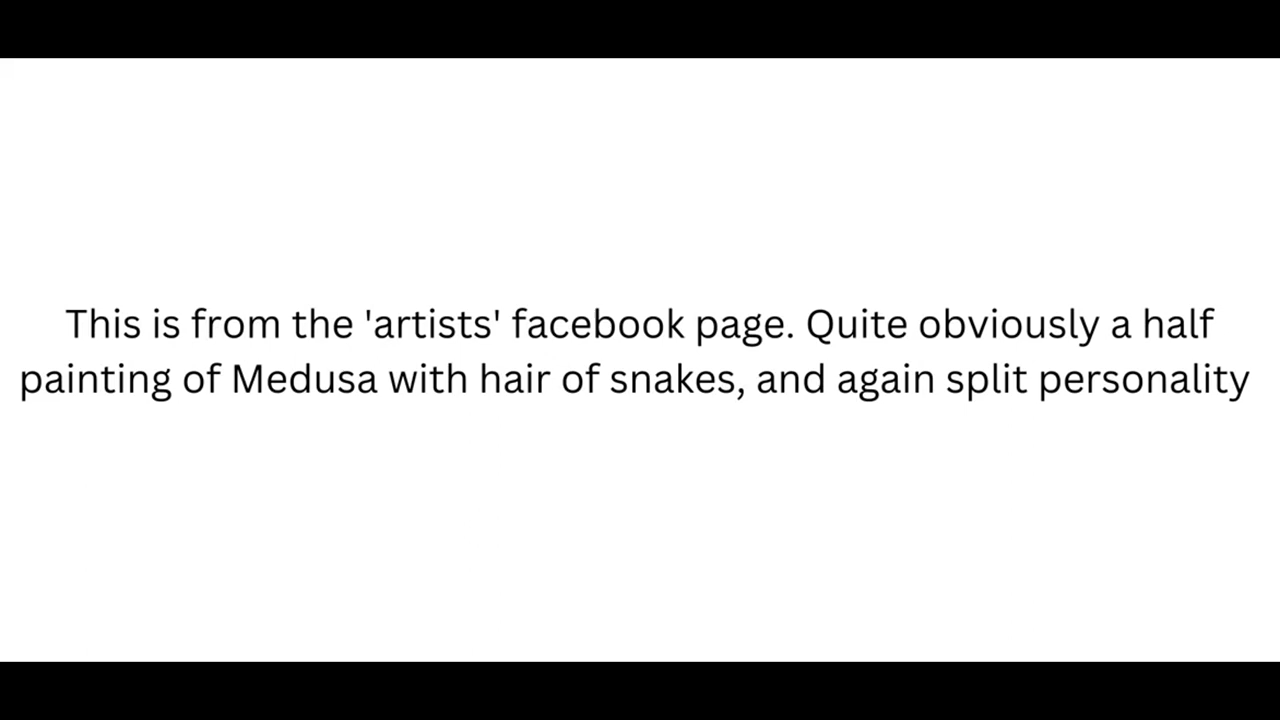 This is from the 'artists' facebook page. Quite obviously a half
painting of Medusa with hair of snakes, and again split personality